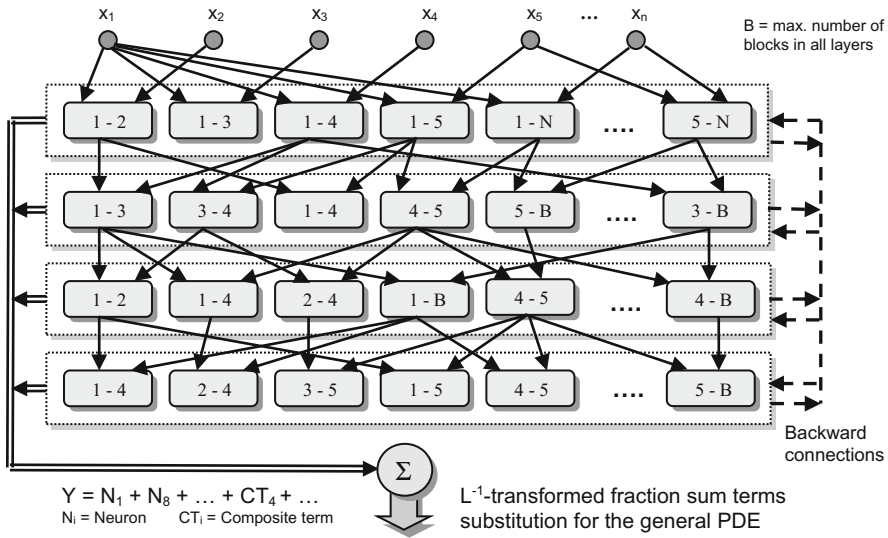 x₁ x₂ x₃ x₄ x₅ ... xₙ
B = max. number of
blocks in all layers
1 - 2 1 - 3 1 - 4 1 - 5 1 - N .... 5 - N
1 - 3 3 - 4 1 - 4 4 - 5 5 - B .... 3 - B
1 - 2 1 - 4 2 - 4 1 - B 4 - 5 .... 4 - B
1 - 4 2 - 4 3 - 5 1 - 5 4 - 5 .... 5 - B
Backward
connections
Σ
Y = N₁ + N₈ + ... + CT₄ + ...
Nᵢ = Neuron CTᵢ = Composite term
L⁻¹-transformed fraction sum terms
substitution for the general PDE